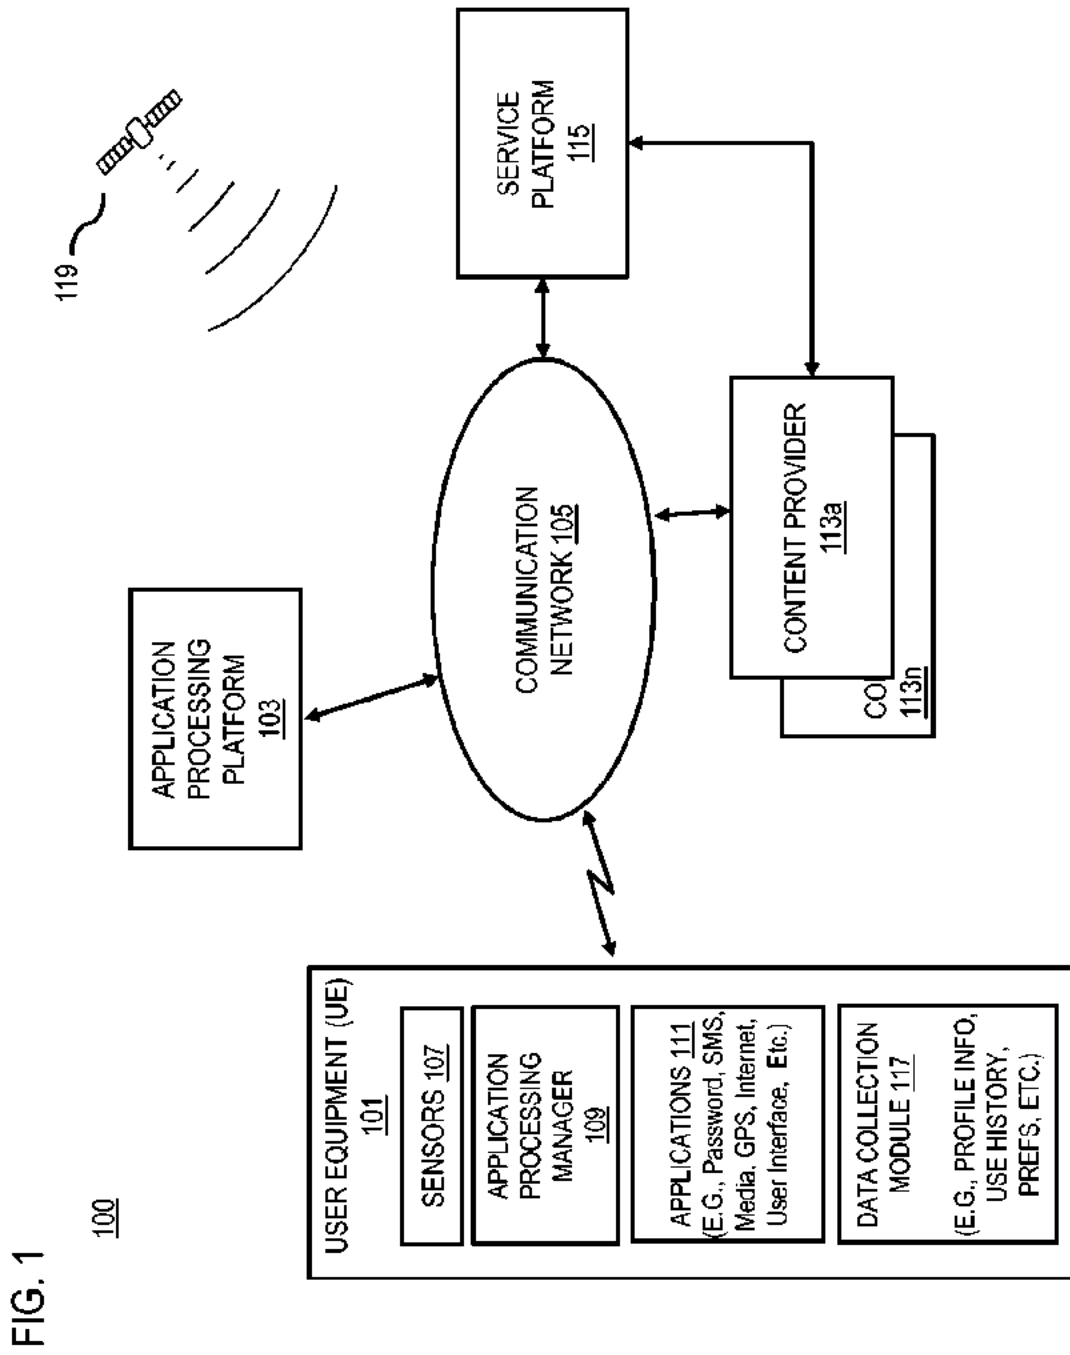 FIG. 1
100
119
APPLICATION
PROCESSING
PLATFORM
103
SERVICE
PLATFORM
115
COMMUNICATION
NETWORK 105
CONTENT PROVIDER
113a
CO
113n
USER EQUIPMENT (UE)
101
SENSORS 107
APPLICATION
PROCESSING
MANAGER
109
APPLICATIONS 111
(E.G., Password, SMS,
Media, GPS, Internet,
User Interface, Etc.)
DATA COLLECTION
MODULE 117
(E.G., PROFILE INFO,
USE HISTORY,
PREFS, ETC.)